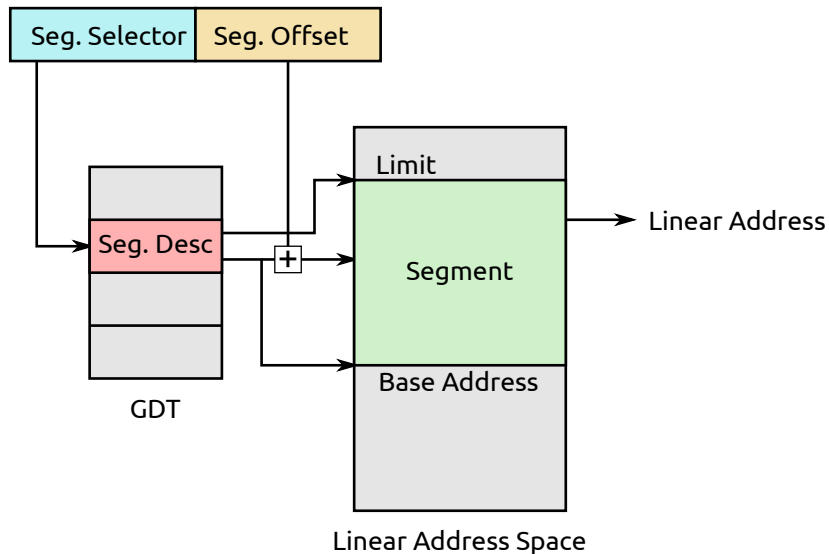 Seg. Selector
Seg. Offset
Limit
Linear Address
Seg. Desc
+
Segment
Base Address
GDT
Linear Address Space